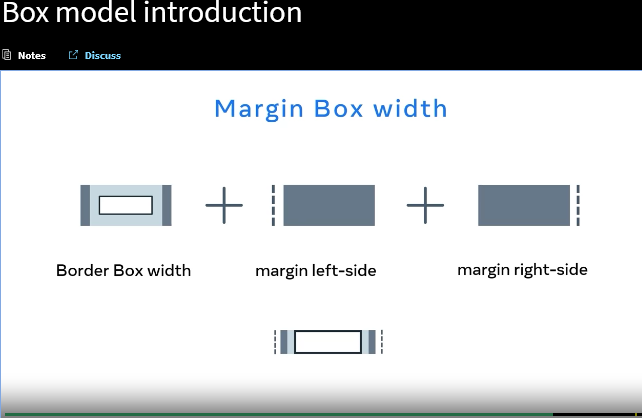 Box model introduction
Notes Discuss
Margin Box width
Border Box width margin left-side margin right-side